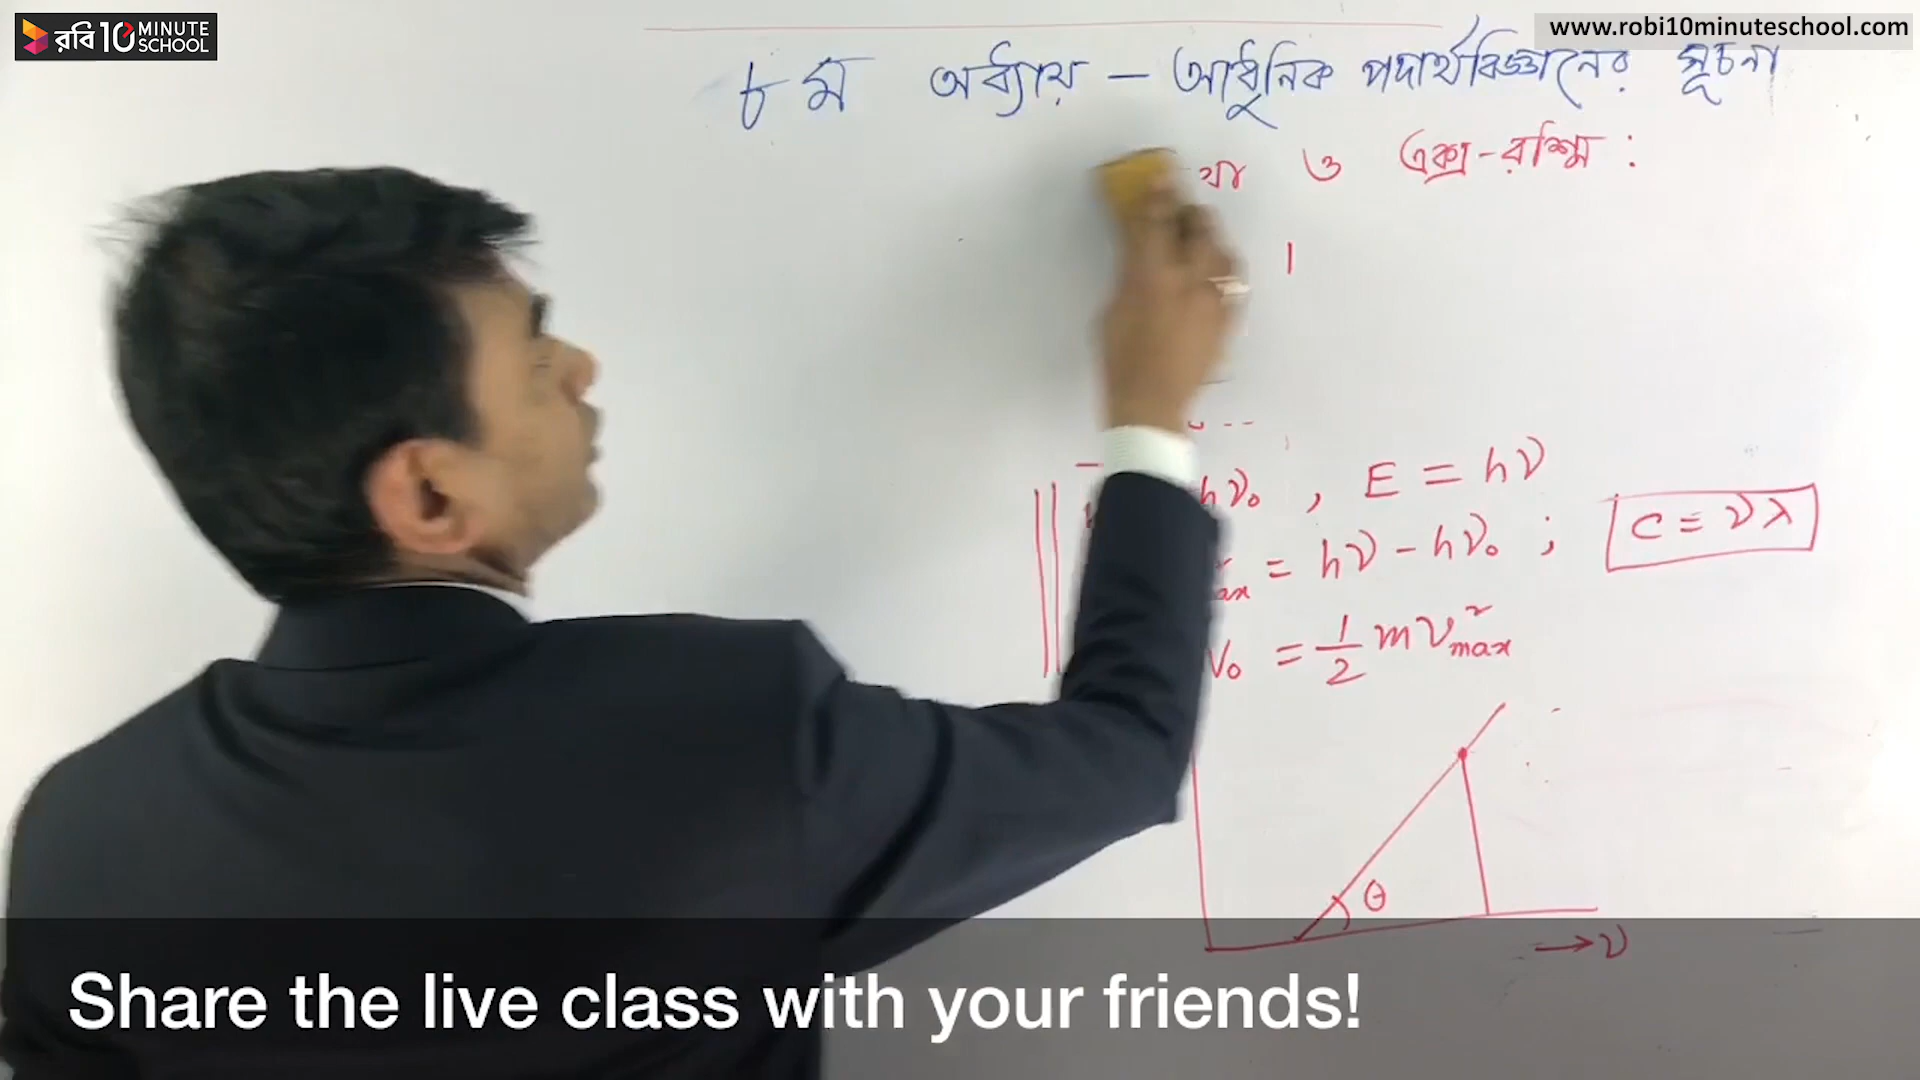 রবি 10 MINUTE SCHOOL
www.robi10minuteschool.com
৮ম অধ্যায় – আধুনিক পদার্থবিজ্ঞানের সূচনা
ও এক্স-রশ্মি :
hν₀ , E = hν
= hν - hν₀ ; C = νλ
V₀ = 1/2 mv²max
θ
→ ν
Share the live class with your friends!